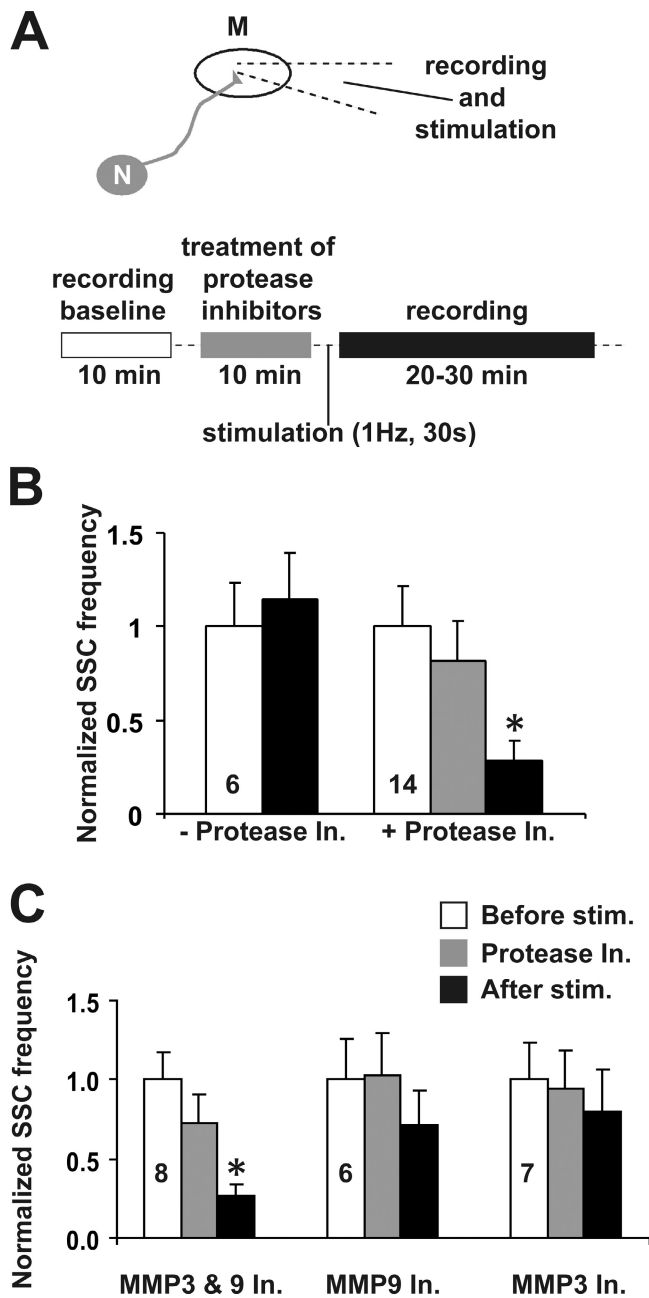 A
M
recording
and
stimulation
N
treatment of
recording protease
baseline inhibitors recording
10 min 10 min 20-30 min
stimulation (1Hz, 30s)
B
Normalized SSC frequency
1.5
1
0.5
0
6
14
*
- Protease In. + Protease In.
C
Before stim.
Protease In.
After stim.
Normalized SSC frequency
1.5
1.0
0.5
0.0
8
*
6
7
MMP3 & 9 In. MMP9 In. MMP3 In.